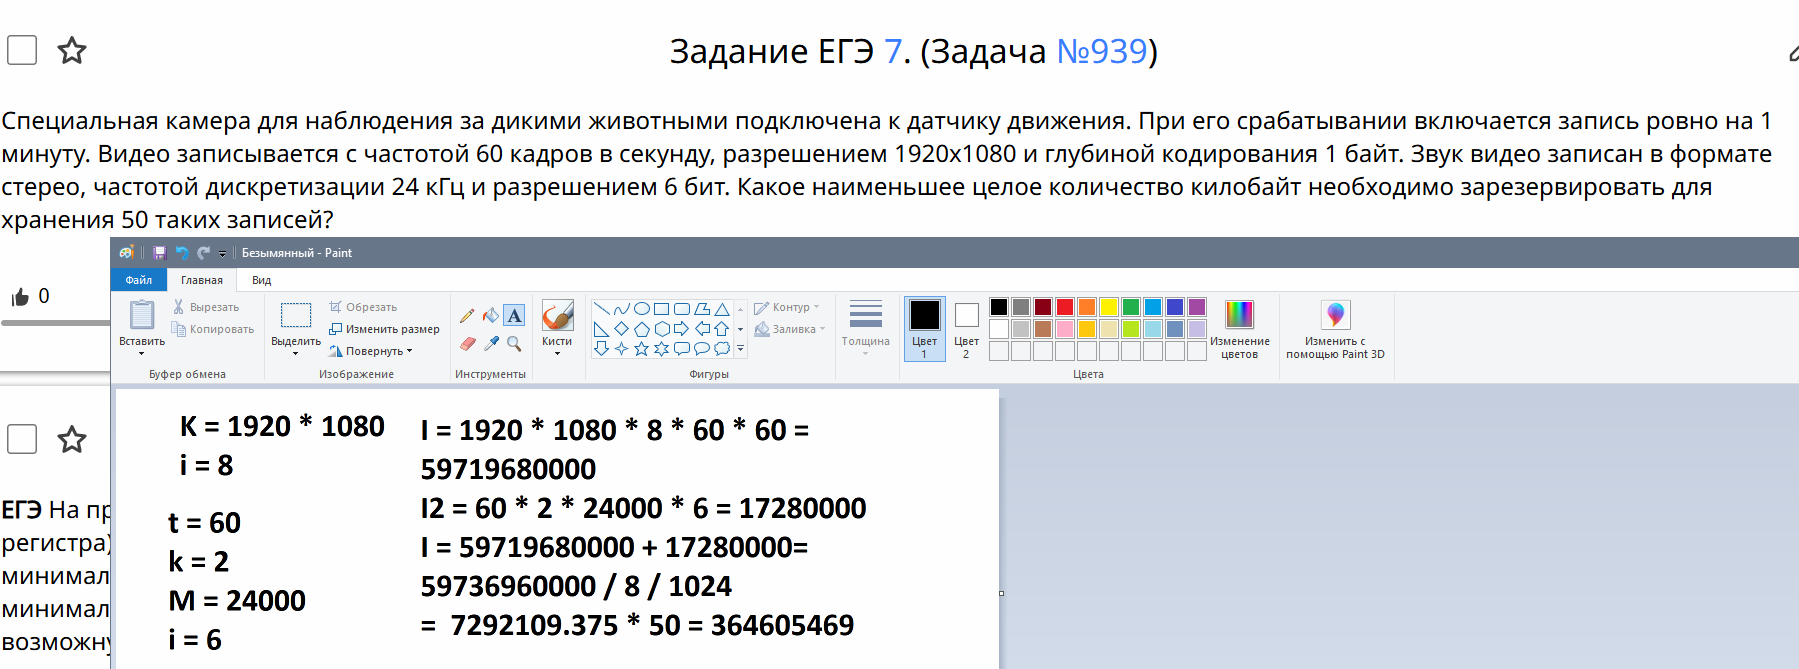 Задание ЕГЭ 7. (Задача №939)
Специальная камера для наблюдения за дикими животными подключена к датчику движения. При его срабатывании включается запись ровно на 1
минуту. Видео записывается с частотой 60 кадров в секунду, разрешением 1920x1080 и глубиной кодирования 1 байт. Звук видео записан в формате
стерео, частотой дискретизации 24 кГц и разрешением 6 бит. Какое наименьшее целое количество килобайт необходимо зарезервировать для
хранения 50 таких записей?
0
Безымянный - Paint
Файл Главная Вид
Вставить
Вырезать
Копировать
Буфер обмена
Выделить
Обрезать
Изменить размер
Повернуть
Изображение
A
Инструменты
Кисти
Фигуры
Контур
Заливка
Толщина
Цвет
1
Цвет
2
Изменение
цветов
Цвета
Изменить с
помощью Paint 3D
K = 1920 * 1080
i = 8
t = 60
k = 2
M = 24000
i = 6
I = 1920 * 1080 * 8 * 60 * 60 =
59719680000
I2 = 60 * 2 * 24000 * 6 = 17280000
I = 59719680000 + 17280000=
59736960000 / 8 / 1024
= 7292109.375 * 50 = 364605469
ЕГЭ На пр
регистра)
минимал
минимал
возможну